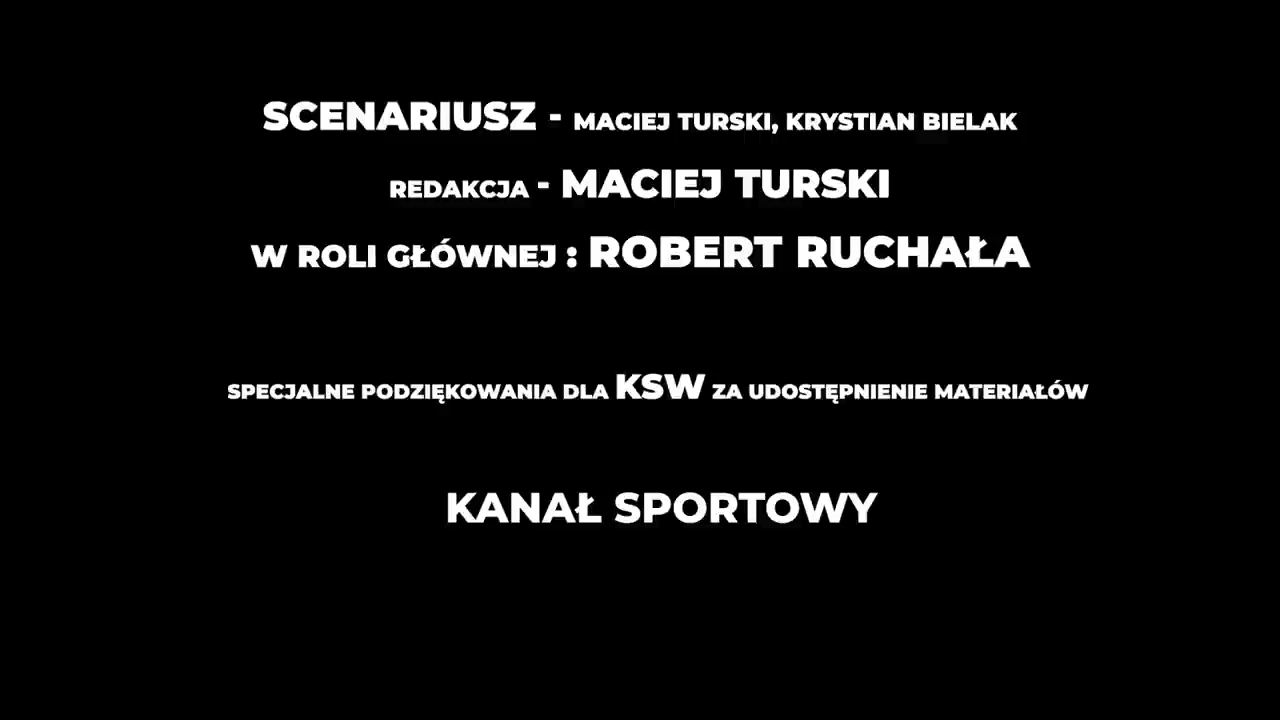 SCENARIUSZ - MACIEJ TURSKI, KRYSTIAN BIELAK
REDAKCJA - MACIEJ TURSKI
W ROLI GŁÓWNEJ : ROBERT RUCHAŁA
SPECJALNE PODZIĘKOWANIA DLA KSW ZA UDOSTĘPNIENIE MATERIAŁÓW
KANAŁ SPORTOWY